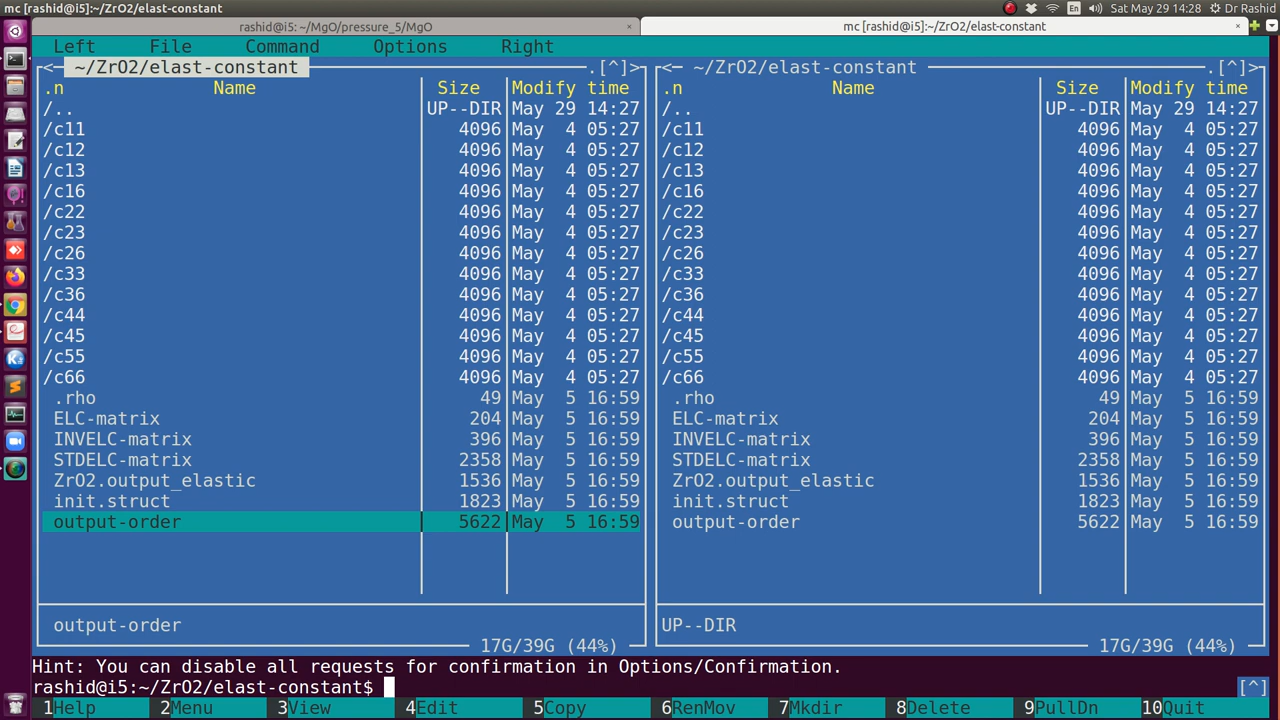 mc [rashid@i5]:~/ZrO2/elast-constant En Sat May 29 14:28 Dr Rashid
rashid@i5: ~/MgO/pressure_5/MgO × mc [rashid@i5]:~/ZrO2/elast-constant ×
Left File Command Options Right
<─ ~/ZrO2/elast-constant .[^]> <─ ~/ZrO2/elast-constant .[^]>
.n Name Size Modify time .n Name Size Modify time
/.. UP--DIR May 29 14:27 /.. UP--DIR May 29 14:27
/c11 4096 May 4 05:27 /c11 4096 May 4 05:27
/c12 4096 May 4 05:27 /c12 4096 May 4 05:27
/c13 4096 May 4 05:27 /c13 4096 May 4 05:27
/c16 4096 May 4 05:27 /c16 4096 May 4 05:27
/c22 4096 May 4 05:27 /c22 4096 May 4 05:27
/c23 4096 May 4 05:27 /c23 4096 May 4 05:27
/c26 4096 May 4 05:27 /c26 4096 May 4 05:27
/c33 4096 May 4 05:27 /c33 4096 May 4 05:27
/c36 4096 May 4 05:27 /c36 4096 May 4 05:27
/c44 4096 May 4 05:27 /c44 4096 May 4 05:27
/c45 4096 May 4 05:27 /c45 4096 May 4 05:27
/c55 4096 May 4 05:27 /c55 4096 May 4 05:27
/c66 4096 May 4 05:27 /c66 4096 May 4 05:27
.rho 49 May 5 16:59 .rho 49 May 5 16:59
ELC-matrix 204 May 5 16:59 ELC-matrix 204 May 5 16:59
INVELC-matrix 396 May 5 16:59 INVELC-matrix 396 May 5 16:59
STDELC-matrix 2358 May 5 16:59 STDELC-matrix 2358 May 5 16:59
ZrO2.output_elastic 1536 May 5 16:59 ZrO2.output_elastic 1536 May 5 16:59
init.struct 1823 May 5 16:59 init.struct 1823 May 5 16:59
output-order 5622 May 5 16:59 output-order 5622 May 5 16:59
output-order UP--DIR
17G/39G (44%) 17G/39G (44%)
Hint: You can disable all requests for confirmation in Options/Confirmation.
rashid@i5:~/ZrO2/elast-constant$ [^]
1Help 2Menu 3View 4Edit 5Copy 6RenMov 7Mkdir 8Delete 9PullDn 10Quit